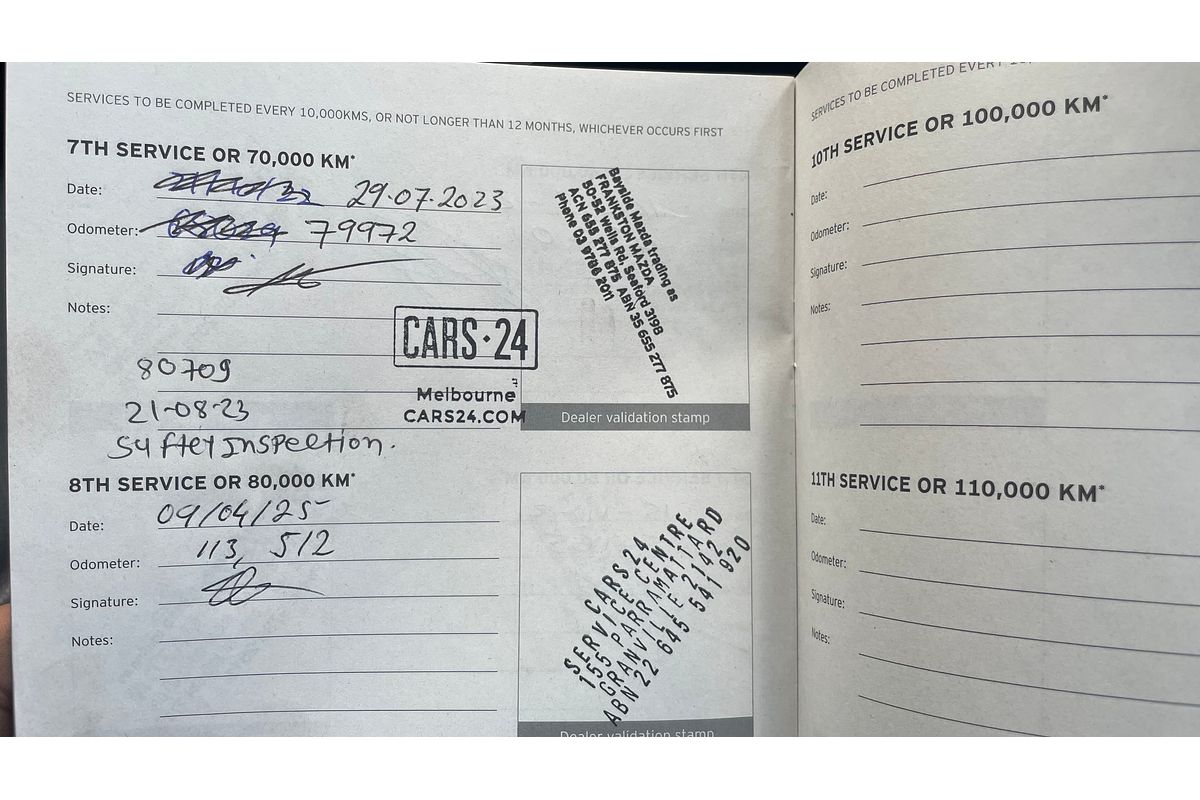 SERVICES TO BE COMPLETED EVERY 10,000KMS, OR NOT LONGER THAN 12 MONTHS, WHICHEVER OCCURS FIRST
7TH SERVICE OR 70,000 KM*
Date: 29.07.2023
Odometer: 79972
Signature:
Notes:
80709
21-08-23
Sy ftey Inspection.
Bayside Mazda trading as
FRANKSTON MAZDA
50-52 Wells Rd, Seaford 3198
ACN 655 277 875 ABN 35 655 277 875
Phone 03 9786 2011
CARS·24
Melbourne 7
CARS24.COM
Dealer validation stamp
8TH SERVICE OR 80,000 KM*
Date: 09/04/25
Odometer: 113, 512
Signature:
Notes:
CARS 24
SERVICE CENTRE
155 PARRAMATTA RD
GRANVILLE 2142
ABN 22 645 541 920
Dealer validation stamp
SERVICES TO BE COMPLETED EVERY
10TH SERVICE OR 100,000 KM*
Date:
Odometer:
Signature:
Notes:
11TH SERVICE OR 110,000 KM*
Date:
Odometer:
Signature:
Notes: